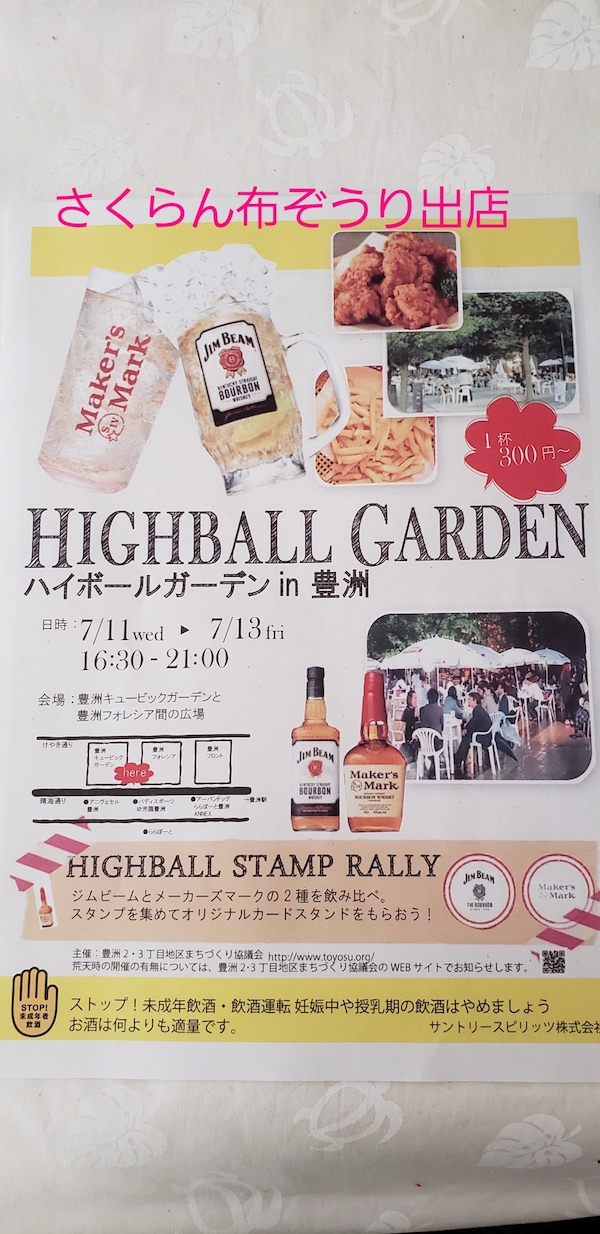 さくらん布ぞうり出店
Maker's
Mark
S IV
JIM BEAM
KENTUCKY STRAIGHT
BOURBON
WHISKEY
1杯
300円～
HIGHBALL GARDEN
ハイボールガーデン in 豊洲
日時：7/11wed ▶ 7/13fri
16:30 - 21:00
会場：豊洲キュービックガーデンと
豊洲フォレシア間の広場
けやき通り
豊洲
キュービック
ガーデン
豊洲
フォレシア
豊洲
フロント
here
晴海通り
●アニヴェルセル
豊洲
●バディスポーツ
幼児園豊洲
●アーバンドック
ららぽーと豊洲
ANNEX
→豊洲駅
●ららぽーと
JIM BEAM
BOURBON
Maker's
Mark
HIGHBALL STAMP RALLY
ジムビームとメーカーズマークの2種を飲み比べ。
スタンプを集めてオリジナルカードスタンドをもらおう！
JIM BEAM
THE BOURBON
Maker's
Mark
主催：豊洲2・3丁目地区まちづくり協議会 http://www.toyosu.org/
荒天時の開催の有無については、豊洲2・3丁目地区まちづくり協議会のWEBサイトでお知らせします。
STOP!
未成年者
飲酒
ストップ！未成年飲酒・飲酒運転 妊娠中や授乳期の飲酒はやめましょう
お酒は何よりも適量です。
サントリースピリッツ株式会社